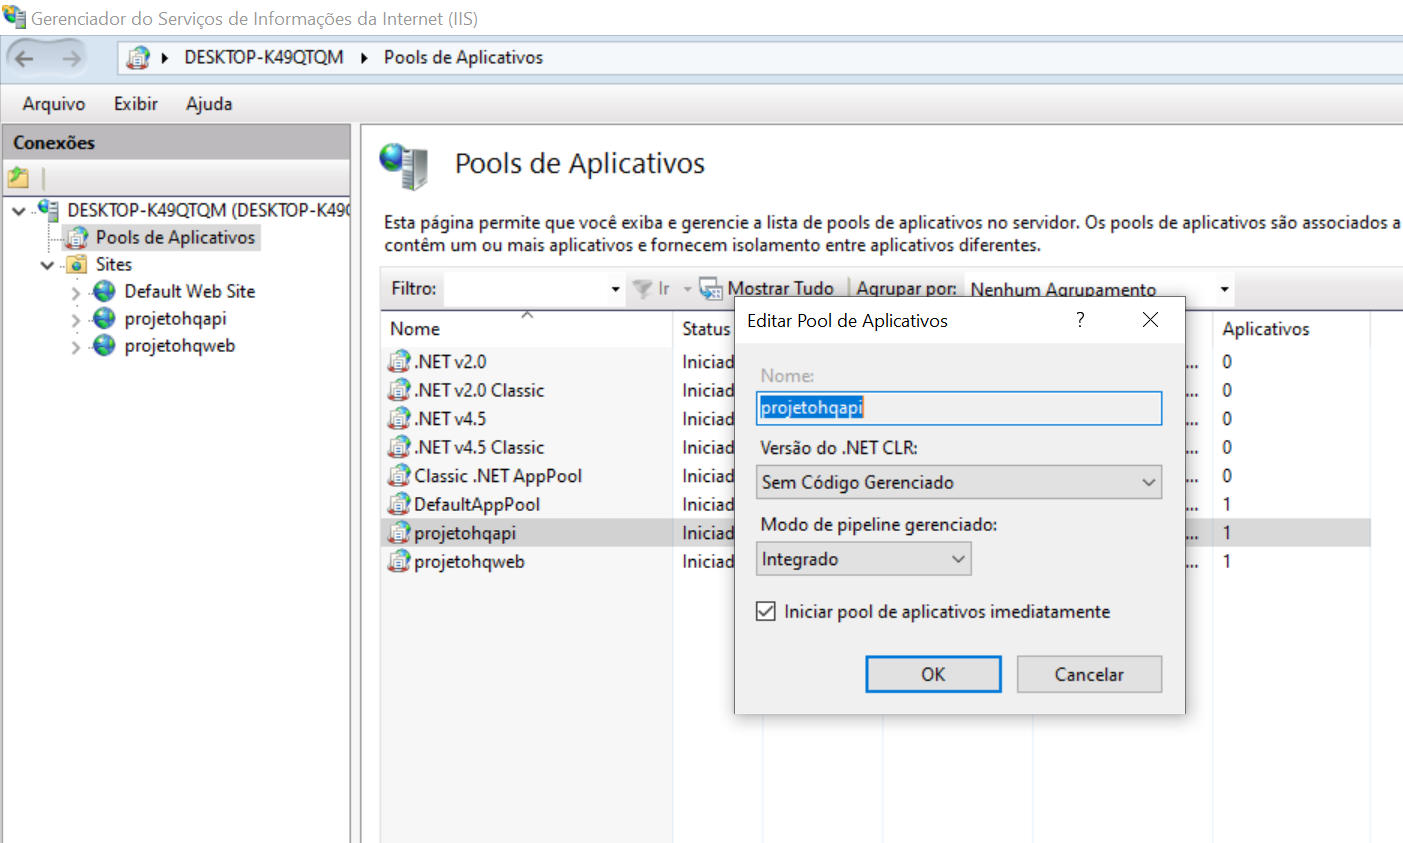 Gerenciador do Serviços de Informações da Internet (IIS)
DESKTOP-K49QTQM
Pools de Aplicativos
Arquivo Exibir Ajuda
Conexões
DESKTOP-K49QTQM (DESKTOP-K49
Pools de Aplicativos
Sites
Default Web Site
projetohqapi
projetohqweb
Pools de Aplicativos
Esta página permite que você exiba e gerencie a lista de pools de aplicativos no servidor. Os pools de aplicativos são associados a
contêm um ou mais aplicativos e fornecem isolamento entre aplicativos diferentes.
Filtro: Ir Mostrar Tudo Agrupar por: Nenhum Agrupamento
Nome Status Aplicativos
.NET v2.0 Iniciad ... 0
.NET v2.0 Classic Iniciad ... 0
.NET v4.5 Iniciad ... 0
.NET v4.5 Classic Iniciad ... 0
Classic .NET AppPool Iniciad ... 0
DefaultAppPool Iniciad ... 1
projetohqapi Iniciad ... 1
projetohqweb Iniciad ... 1
Editar Pool de Aplicativos ?
Nome:
projetohqapi
Versão do .NET CLR:
Sem Código Gerenciado
Modo de pipeline gerenciado:
Integrado
Iniciar pool de aplicativos imediatamente
OK Cancelar